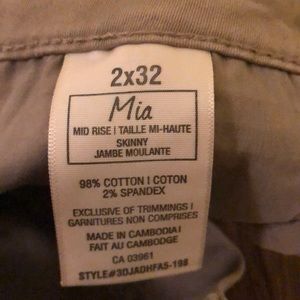 2x32
Mia
MID RISE | TAILLE MI-HAUTE
SKINNY
JAMBE MOULANTE
98% COTTON | COTON
2% SPANDEX
EXCLUSIVE OF TRIMMINGS |
GARNITURES NON COMPRISES
MADE IN CAMBODIA |
FAIT AU CAMBODGE
CA 03961
STYLE#3DJADHFA5-198